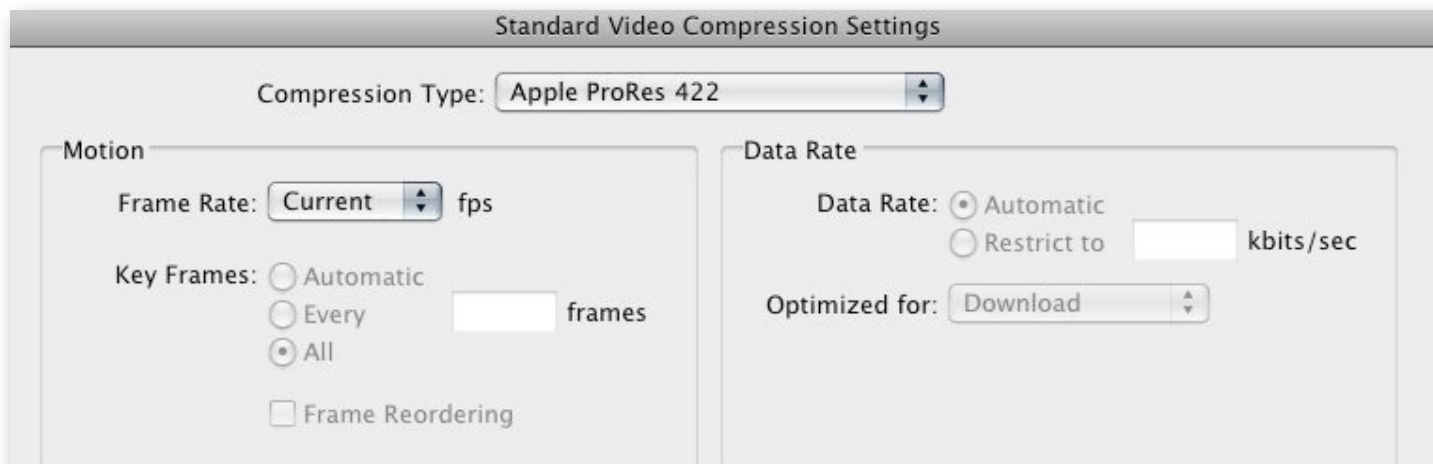 Standard Video Compression Settings
Compression Type: Apple ProRes 422
Motion
Frame Rate: Current fps
Key Frames: Automatic
Every frames
All
Frame Reordering
Data Rate
Data Rate: Automatic
Restrict to kbits/sec
Optimized for: Download